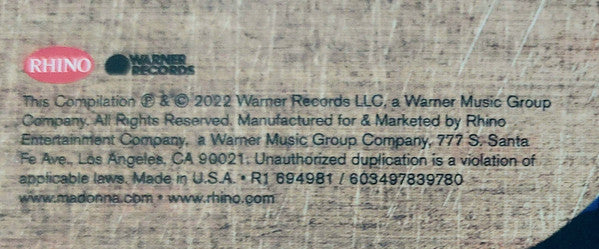 RHINO WARNER RECORDS
This Compilation ℗ & © 2022 Warner Records LLC, a Warner Music Group
Company. All Rights Reserved. Manufactured for & Marketed by Rhino
Entertainment Company, a Warner Music Group Company, 777 S. Santa
Fe Ave., Los Angeles, CA 90021. Unauthorized duplication is a violation of
applicable laws. Made in U.S.A. • R1 694981 / 603497839780
www.madonna.com • www.rhino.com